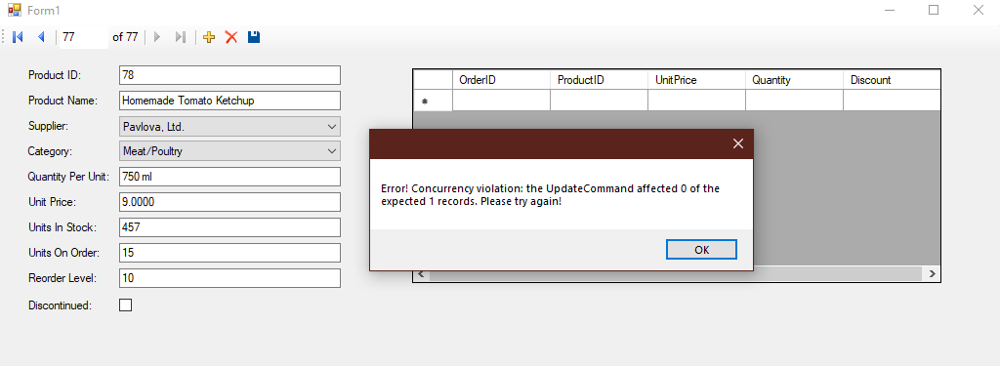 Form1
77 of 77
Product ID: 78
Product Name: Homemade Tomato Ketchup
Supplier: Pavlova, Ltd.
Category: Meat/Poultry
Quantity Per Unit: 750 ml
Unit Price: 9.0000
Units In Stock: 457
Units On Order: 15
Reorder Level: 10
Discontinued:
OrderID ProductID UnitPrice Quantity Discount
Error! Concurrency violation: the UpdateCommand affected 0 of the
expected 1 records. Please try again!
OK